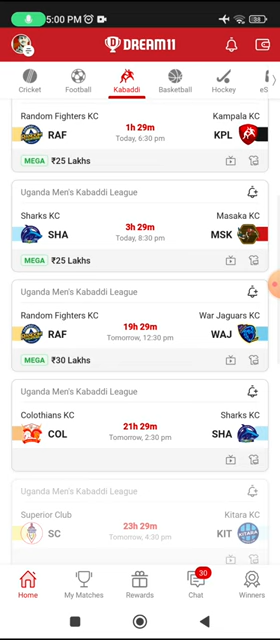 5:00 PM
38
DREAM11
Cricket Football Kabaddi Basketball Hockey eS
Random Fighters KC Kampala KC
RAF 1h 29m KPL
Today, 6:30 pm
MEGA ₹25 Lakhs
Uganda Men's Kabaddi League
Sharks KC Masaka KC
SHA 3h 29m MSK
Today, 8:30 pm
MEGA ₹25 Lakhs
Uganda Men's Kabaddi League
Random Fighters KC War Jaguars KC
RAF 19h 29m WAJ
Tomorrow, 12:30 pm
MEGA ₹30 Lakhs
Uganda Men's Kabaddi League
Colothians KC Sharks KC
COL 21h 29m SHA
Tomorrow, 2:30 pm
Uganda Men's Kabaddi League
Superior Club Kitara KC
SC 23h 29m KIT
Tomorrow, 4:30 pm
30
Home My Matches Rewards Chat Winners